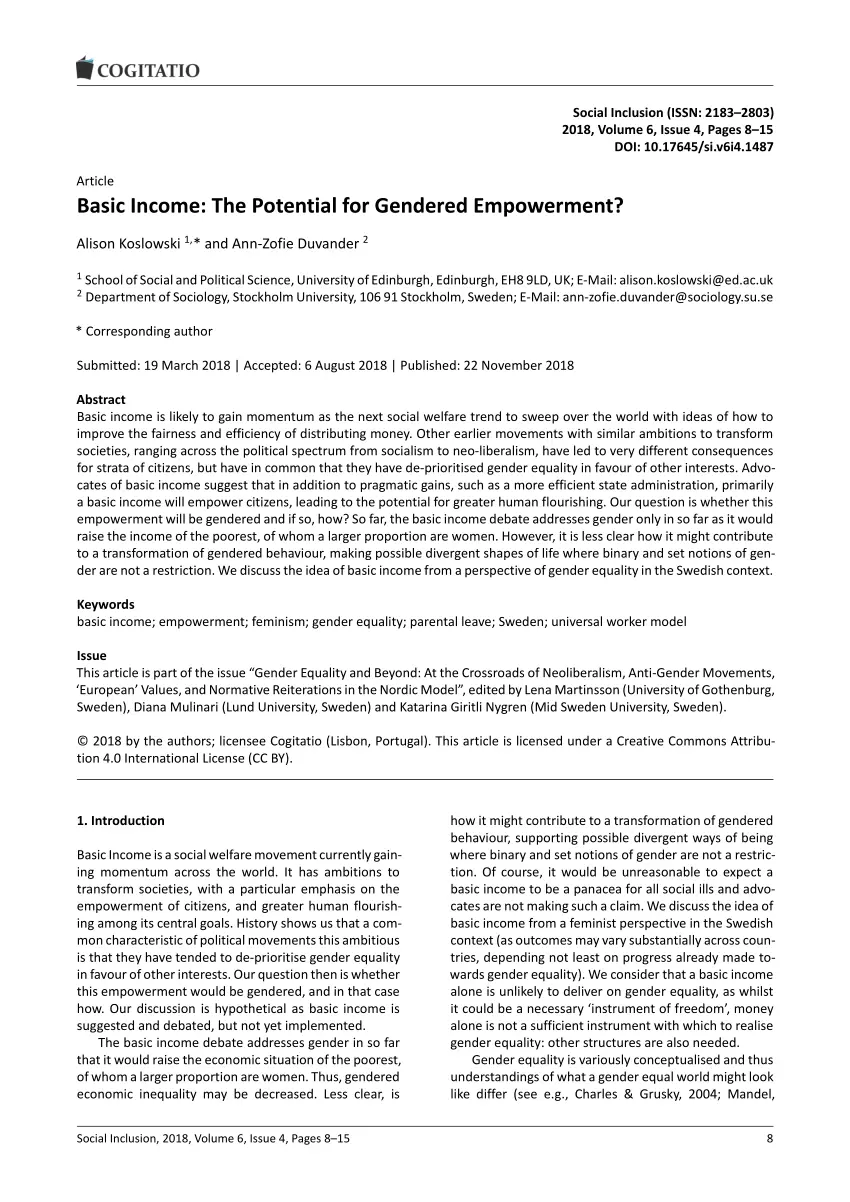 COGITATIO
Social Inclusion (ISSN: 2183–2803)
2018, Volume 6, Issue 4, Pages 8–15
DOI: 10.17645/si.v6i4.1487
Article
Basic Income: The Potential for Gendered Empowerment?
Alison Koslowski 1,* and Ann-Zofie Duvander 2
1 School of Social and Political Science, University of Edinburgh, Edinburgh, EH8 9LD, UK; E-Mail: alison.koslowski@ed.ac.uk
2 Department of Sociology, Stockholm University, 106 91 Stockholm, Sweden; E-Mail: ann-zofie.duvander@sociology.su.se
* Corresponding author
Submitted: 19 March 2018 | Accepted: 6 August 2018 | Published: 22 November 2018
Abstract
Basic income is likely to gain momentum as the next social welfare trend to sweep over the world with ideas of how to
improve the fairness and efficiency of distributing money. Other earlier movements with similar ambitions to transform
societies, ranging across the political spectrum from socialism to neo-liberalism, have led to very different consequences
for strata of citizens, but have in common that they have de-prioritised gender equality in favour of other interests. Advo-
cates of basic income suggest that in addition to pragmatic gains, such as a more efficient state administration, primarily
a basic income will empower citizens, leading to the potential for greater human flourishing. Our question is whether this
empowerment will be gendered and if so, how? So far, the basic income debate addresses gender only in so far as it would
raise the income of the poorest, of whom a larger proportion are women. However, it is less clear how it might contribute
to a transformation of gendered behaviour, making possible divergent shapes of life where binary and set notions of gen-
der are not a restriction. We discuss the idea of basic income from a perspective of gender equality in the Swedish context.
Keywords
basic income; empowerment; feminism; gender equality; parental leave; Sweden; universal worker model
Issue
This article is part of the issue “Gender Equality and Beyond: At the Crossroads of Neoliberalism, Anti-Gender Movements,
‘European’ Values, and Normative Reiterations in the Nordic Model”, edited by Lena Martinsson (University of Gothenburg,
Sweden), Diana Mulinari (Lund University, Sweden) and Katarina Giritli Nygren (Mid Sweden University, Sweden).
© 2018 by the authors; licensee Cogitatio (Lisbon, Portugal). This article is licensed under a Creative Commons Attribu-
tion 4.0 International License (CC BY).
1. Introduction
Basic Income is a social welfare movement currently gain-
ing momentum across the world. It has ambitions to
transform societies, with a particular emphasis on the
empowerment of citizens, and greater human flourish-
ing among its central goals. History shows us that a com-
mon characteristic of political movements this ambitious
is that they have tended to de-prioritise gender equality
in favour of other interests. Our question then is whether
this empowerment would be gendered, and in that case
how. Our discussion is hypothetical as basic income is
suggested and debated, but not yet implemented.
The basic income debate addresses gender in so far
that it would raise the economic situation of the poorest,
of whom a larger proportion are women. Thus, gendered
economic inequality may be decreased. Less clear, is
how it might contribute to a transformation of gendered
behaviour, supporting possible divergent ways of being
where binary and set notions of gender are not a restric-
tion. Of course, it would be unreasonable to expect a
basic income to be a panacea for all social ills and advo-
cates are not making such a claim. We discuss the idea of
basic income from a feminist perspective in the Swedish
context (as outcomes may vary substantially across coun-
tries, depending not least on progress already made to-
wards gender equality). We consider that a basic income
alone is unlikely to deliver on gender equality, as whilst
it could be a necessary ‘instrument of freedom’, money
alone is not a sufficient instrument with which to realise
gender equality: other structures are also needed.
Gender equality is variously conceptualised and thus
understandings of what a gender equal world might look
like differ (see e.g., Charles & Grusky, 2004; Mandel,
Social Inclusion, 2018, Volume 6, Issue 4, Pages 8–15
8